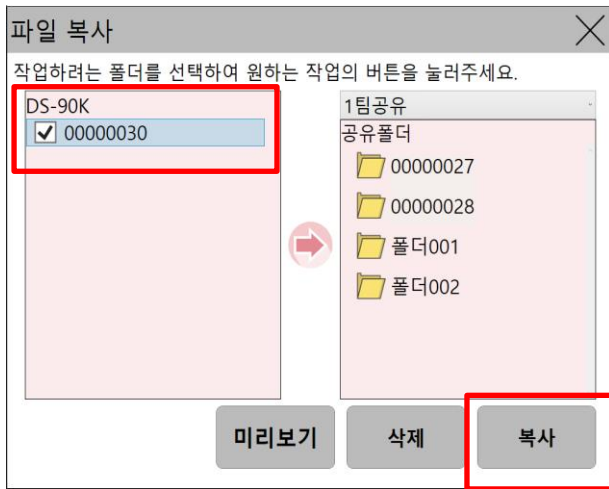 파일 복사
작업하려는 폴더를 선택하여 원하는 작업의 버튼을 눌러주세요.
DS-90K
00000030
1팀공유
공유폴더
00000027
00000028
폴더001
폴더002
미리보기 삭제 복사